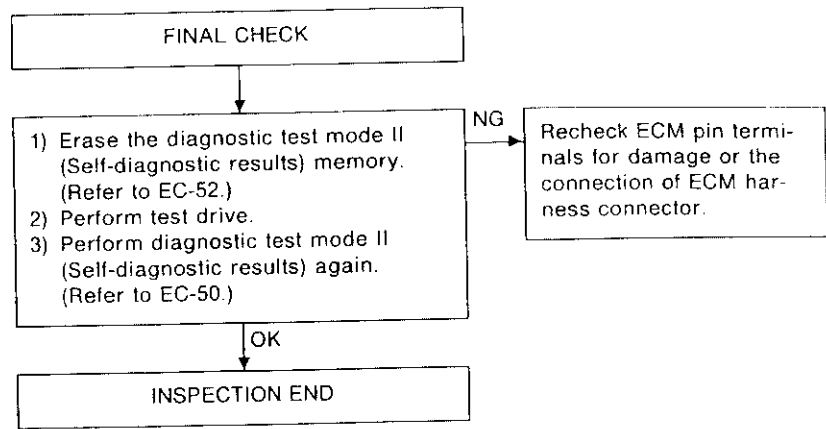 FINAL CHECK
1) Erase the diagnostic test mode II
(Self-diagnostic results) memory.
(Refer to EC-52.)
2) Perform test drive.
3) Perform diagnostic test mode II
(Self-diagnostic results) again.
(Refer to EC-50.)
NG
Recheck ECM pin termi-
nals for damage or the
connection of ECM har-
ness connector.
OK
INSPECTION END